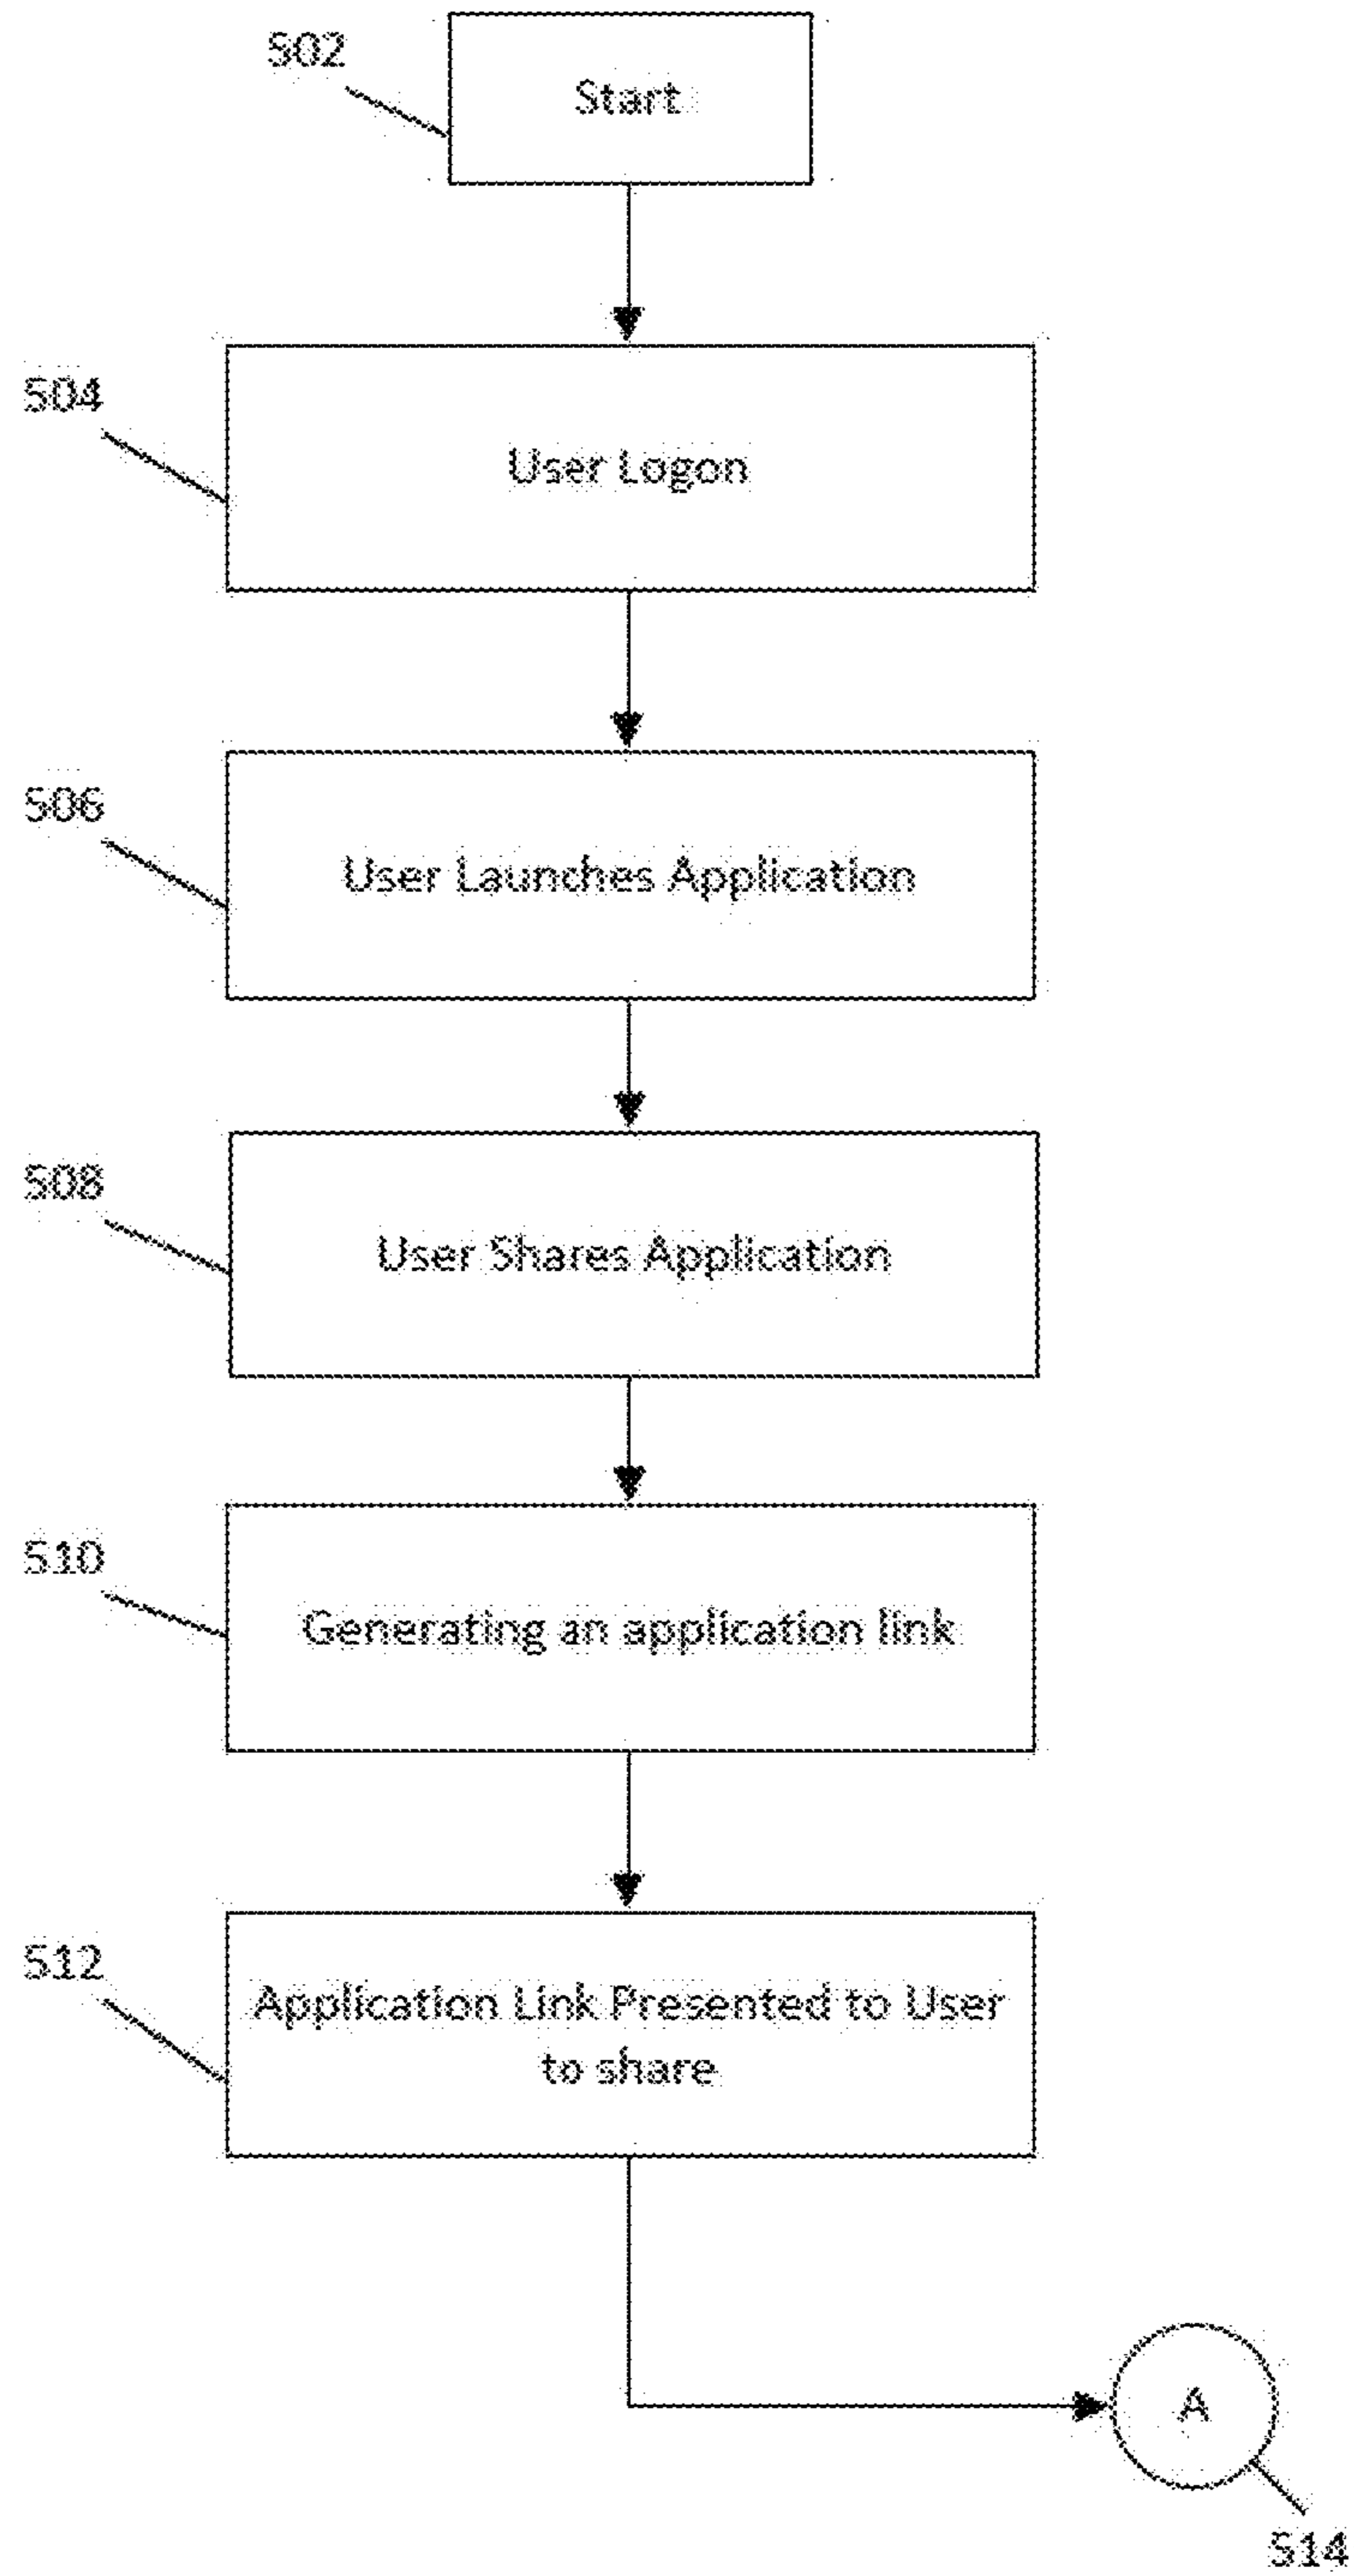 502
Start
504
User Logon
506
User Launches Application
508
User Shares Application
510
Generating an application link
512
Application Link Presented to User
to share
A
514